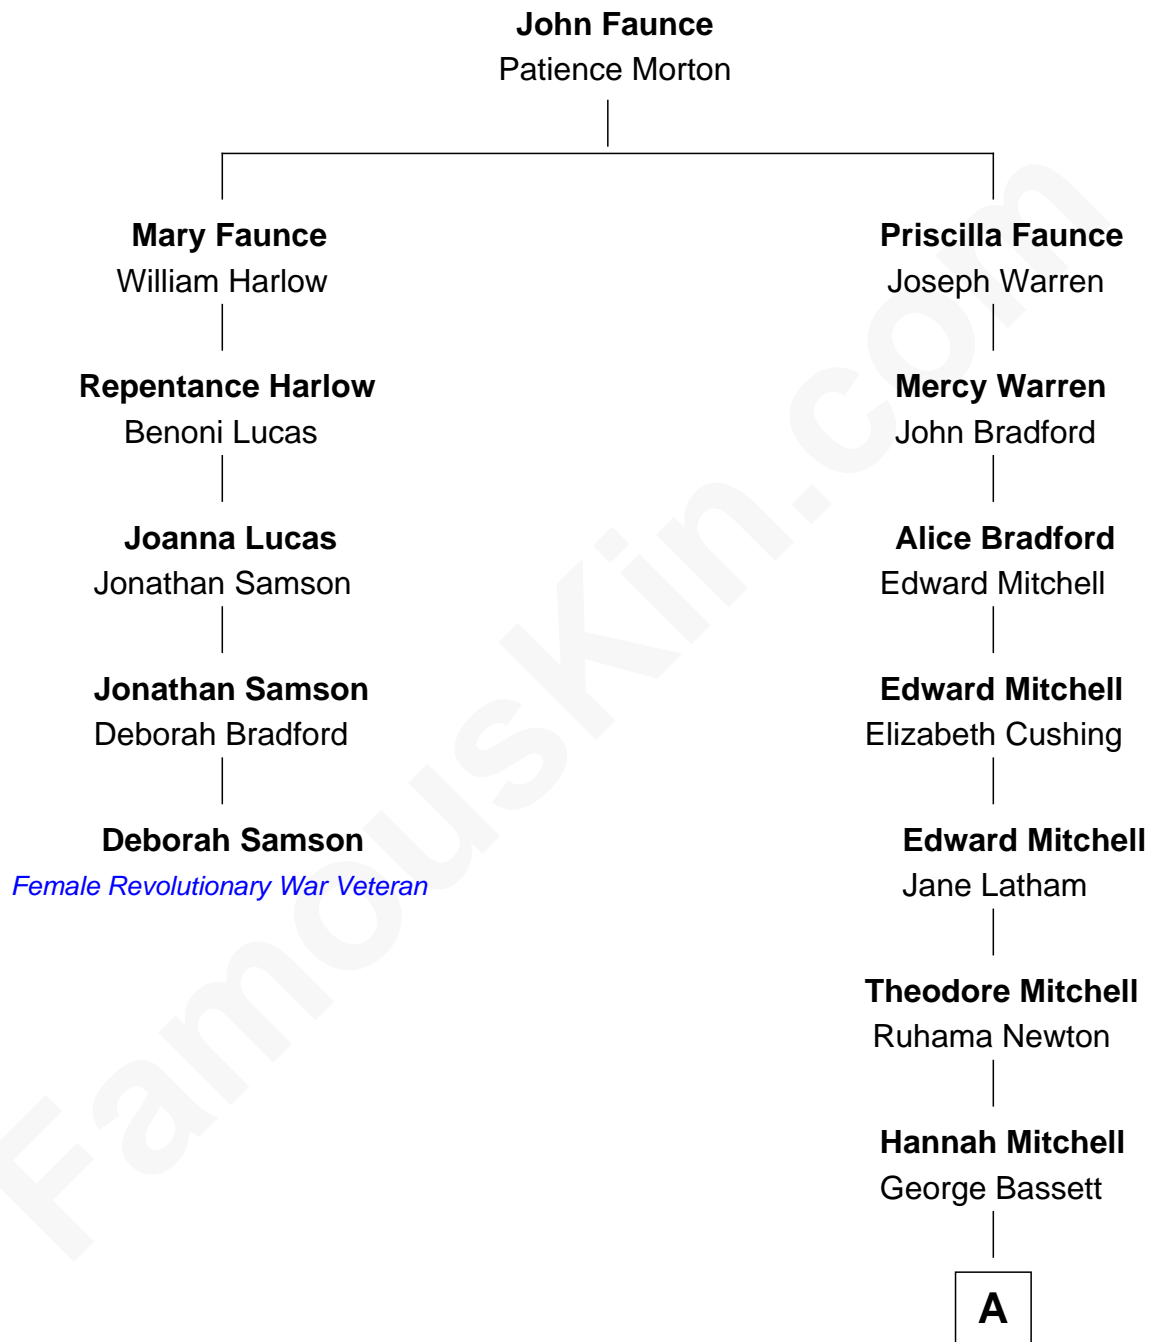 John Faunce
Patience Morton
Mary Faunce
William Harlow
Repentance Harlow
Benoni Lucas
Joanna Lucas
Jonathan Samson
Jonathan Samson
Deborah Bradford
Deborah Samson
Female Revolutionary War Veteran
Priscilla Faunce
Joseph Warren
Mercy Warren
John Bradford
Alice Bradford
Edward Mitchell
Edward Mitchell
Elizabeth Cushing
Edward Mitchell
Jane Latham
Theodore Mitchell
Ruhama Newton
Hannah Mitchell
George Bassett
A
FamousKin.com